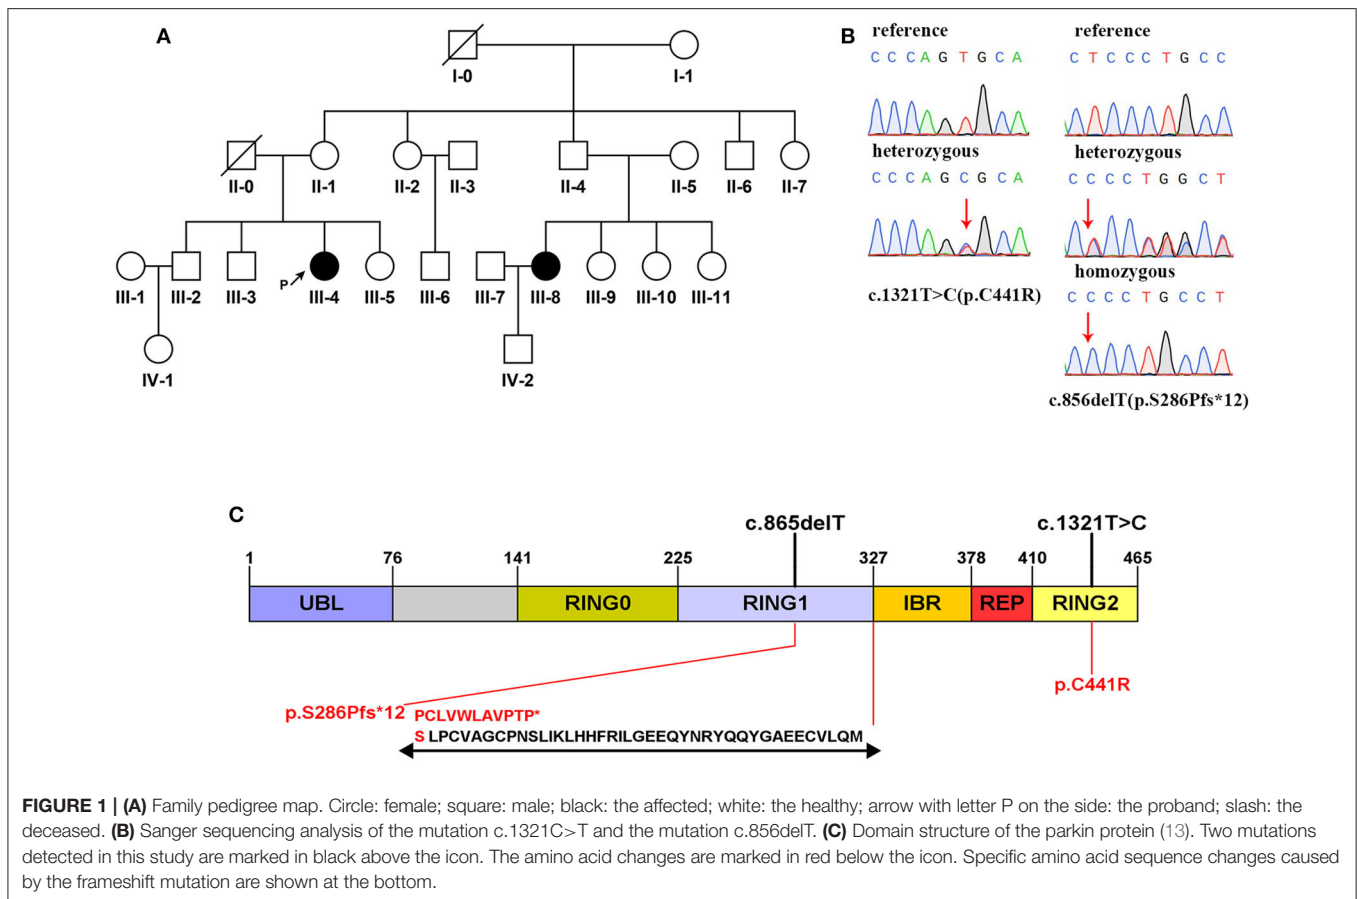 A
I-0
I-1
II-0
II-1
II-2
II-3
II-4
II-5
II-6
II-7
P
III-1
III-2
III-3
III-4
III-5
III-6
III-7
III-8
III-9
III-10
III-11
IV-1
IV-2
B
reference
C C C A G T G C A
heterozygous
C C C A G C G C A
c.1321T>C(p.C441R)
reference
C T C C C T G C C
heterozygous
C C C C T G G C T
homozygous
C C C C T G C C T
c.856delT(p.S286Pfs*12)
C
c.865delT
c.1321T>C
1 76 141 225 327 378 410 465
UBL RING0 RING1 IBR REP RING2
p.C441R
p.S286Pfs*12 PCLVWLAVPTP*
S LPCVAGCPNSLIKLHHFRILGEEQYNRYQQYGAEECVLQM
FIGURE 1 | (A) Family pedigree map. Circle: female; square: male; black: the affected; white: the healthy; arrow with letter P on the side: the proband; slash: the
deceased. (B) Sanger sequencing analysis of the mutation c.1321C>T and the mutation c.856delT. (C) Domain structure of the parkin protein (13). Two mutations
detected in this study are marked in black above the icon. The amino acid changes are marked in red below the icon. Specific amino acid sequence changes caused
by the frameshift mutation are shown at the bottom.